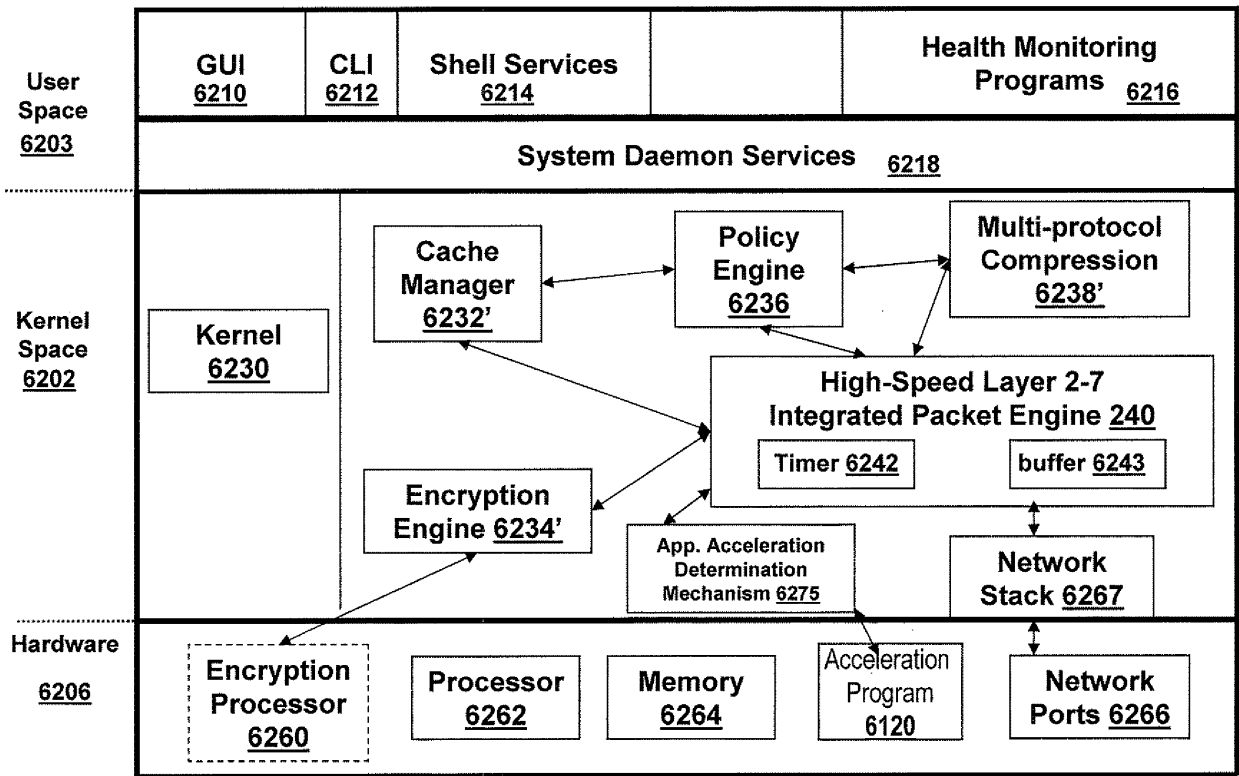 User
Space
6203
GUI
6210
CLI
6212
Shell Services
6214
Health Monitoring
Programs 6216
System Daemon Services 6218
Kernel
Space
6202
Kernel
6230
Cache
Manager
6232'
Policy
Engine
6236
Multi-protocol
Compression
6238'
High-Speed Layer 2-7
Integrated Packet Engine 240
Timer 6242
buffer 6243
Encryption
Engine 6234'
App. Acceleration
Determination
Mechanism 6275
Network
Stack 6267
Hardware
6206
Encryption
Processor
6260
Processor
6262
Memory
6264
Acceleration
Program
6120
Network
Ports 6266